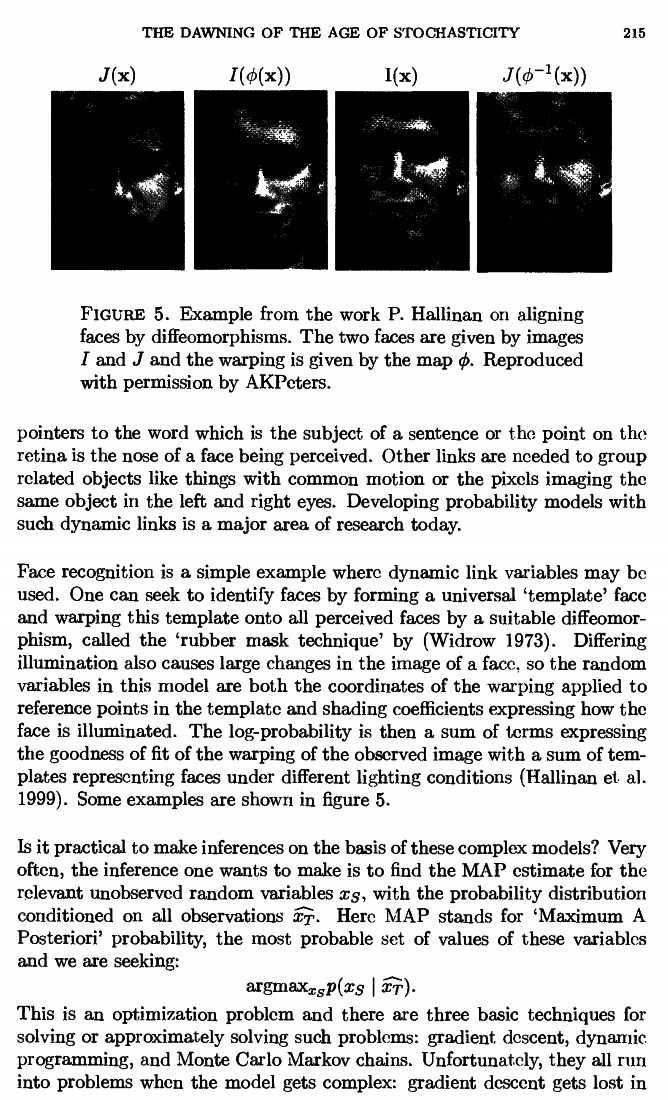 THE DAWNING OF THE AGE OF STOCHASTICITY 215
J(x) I(ϕ(x)) I(x) J(ϕ⁻¹(x))
FIGURE 5. Example from the work P. Hallinan on aligning
faces by diffeomorphisms. The two faces are given by images
I and J and the warping is given by the map ϕ. Reproduced
with permission by AKPeters.
pointers to the word which is the subject of a sentence or the point on the
retina is the nose of a face being perceived. Other links are needed to group
related objects like things with common motion or the pixels imaging the
same object in the left and right eyes. Developing probability models with
such dynamic links is a major area of research today.
Face recognition is a simple example where dynamic link variables may be
used. One can seek to identify faces by forming a universal ‘template’ face
and warping this template onto all perceived faces by a suitable diffeomor-
phism, called the ‘rubber mask technique’ by (Widrow 1973). Differing
illumination also causes large changes in the image of a face, so the random
variables in this model are both the coordinates of the warping applied to
reference points in the template and shading coefficients expressing how the
face is illuminated. The log-probability is then a sum of terms expressing
the goodness of fit of the warping of the observed image with a sum of tem-
plates representing faces under different lighting conditions (Hallinan et al.
1999). Some examples are shown in figure 5.
Is it practical to make inferences on the basis of these complex models? Very
often, the inference one wants to make is to find the MAP estimate for the
relevant unobserved random variables x_S, with the probability distribution
conditioned on all observations x̂_T. Here MAP stands for ‘Maximum A
Posteriori’ probability, the most probable set of values of these variables
and we are seeking:
argmax_{x_S} p(x_S | x̂_T).
This is an optimization problem and there are three basic techniques for
solving or approximately solving such problems: gradient descent, dynamic
programming, and Monte Carlo Markov chains. Unfortunately, they all run
into problems when the model gets complex: gradient descent gets lost in